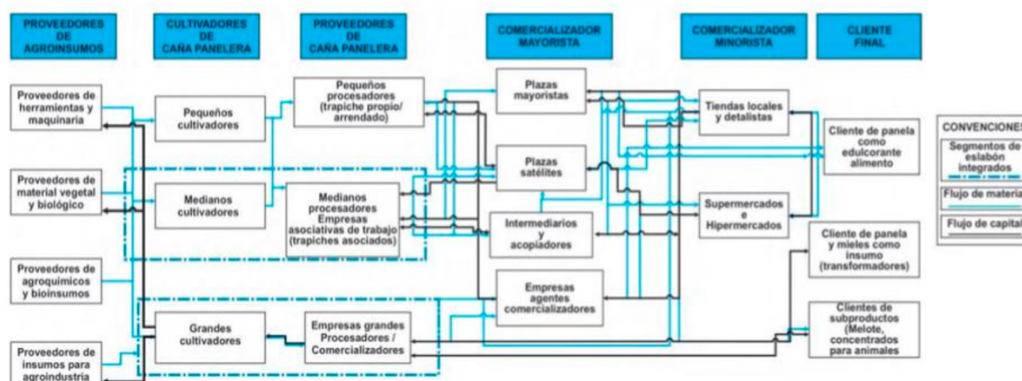 PROVEEDORES
DE
AGROINSUMOS
CULTIVADORES
DE
CAÑA PANELERA
PROVEEDORES
DE
CAÑA PANELERA
COMERCIALIZADOR
MAYORISTA
COMERCIALIZADOR
MINORISTA
CLIENTE
FINAL
Proveedores de
herramientas y
maquinaria
Proveedores de
material vegetal
y biológico
Proveedores de
agroquímicos
y bioinsumos
Proveedores de
insumos para
agroindustria
Pequeños
cultivadores
Medianos
cultivadores
Grandes
cultivadores
Pequeños
procesadores
(trapiche propio/
arrendado)
Medianos
procesadores
Empresas
asociativas de trabajo
(trapiches asociados)
Empresas grandes
Procesadores /
Comercializadores
Plazas
mayoristas
Plazas
satélites
Intermediarios
y
acopiadores
Empresas
agentes
comercializadores
Tiendas locales
y detallistas
Supermercados
e
Hipermercados
Cliente de panela
como
edulcorante
alimento
Cliente de panela
y mieles como
insumo
(transformadores)
Clientes de
subproductos
(Melote,
concentrados
para animales
CONVENCIONES
Segmentos de
eslabón
integrados
Flujo de material
Flujo de capital